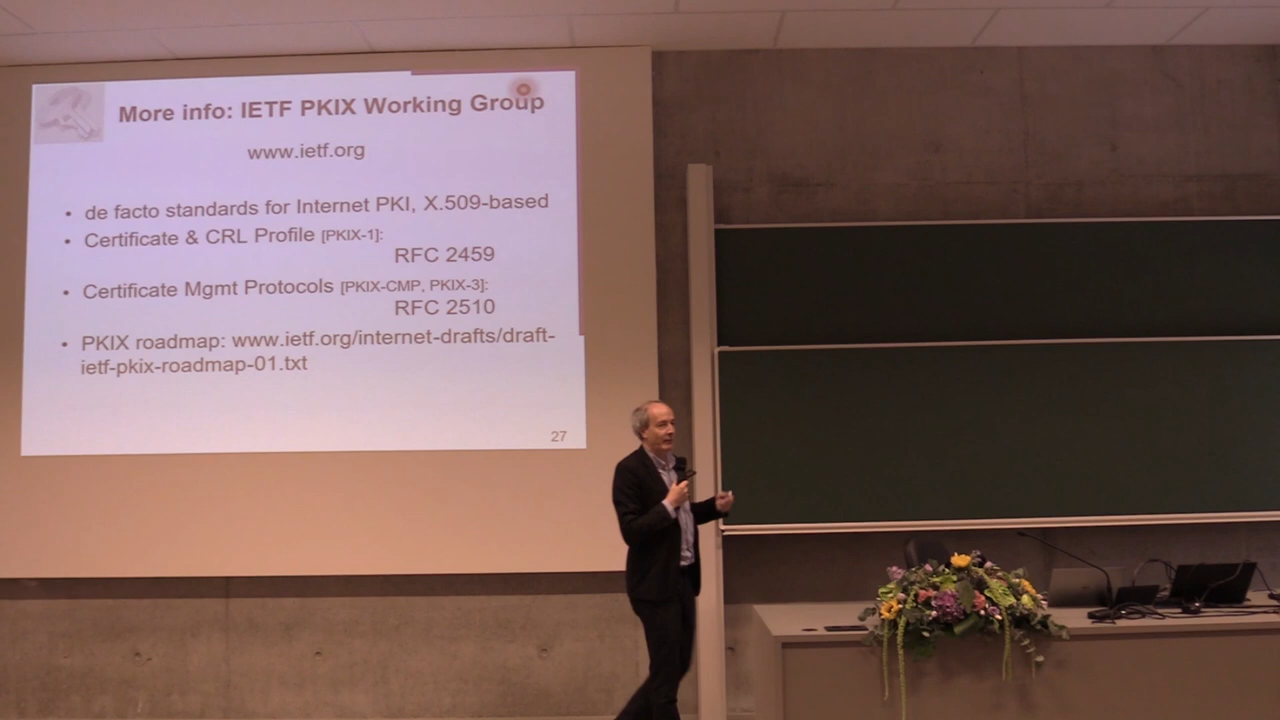 More info: IETF PKIX Working Group
www.ietf.org
• de facto standards for Internet PKI, X.509-based
• Certificate & CRL Profile [PKIX-1]:
RFC 2459
• Certificate Mgmt Protocols [PKIX-CMP, PKIX-3]:
RFC 2510
• PKIX roadmap: www.ietf.org/internet-drafts/draft-
ietf-pkix-roadmap-01.txt
27